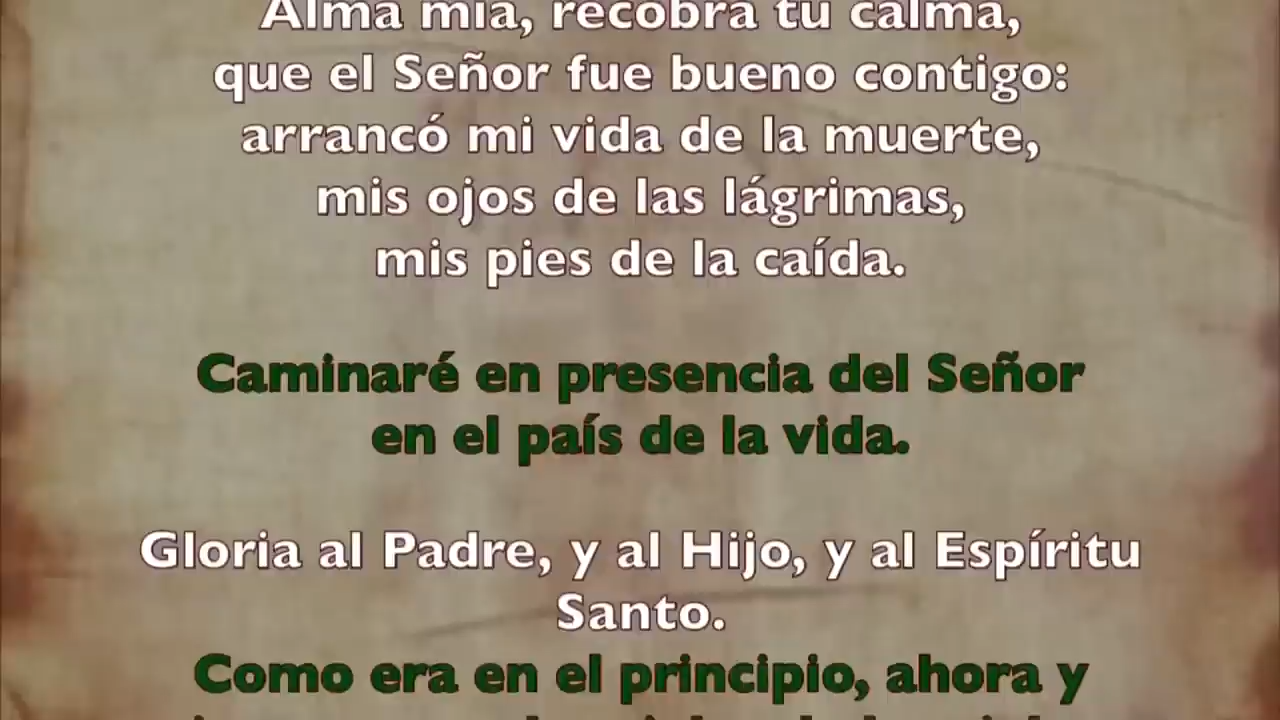 Alma mía, recobra tu calma,
que el Señor fue bueno contigo:
arrancó mi vida de la muerte,
mis ojos de las lágrimas,
mis pies de la caída.
Caminaré en presencia del Señor
en el país de la vida.
Gloria al Padre, y al Hijo, y al Espíritu
Santo.
Como era en el principio, ahora y